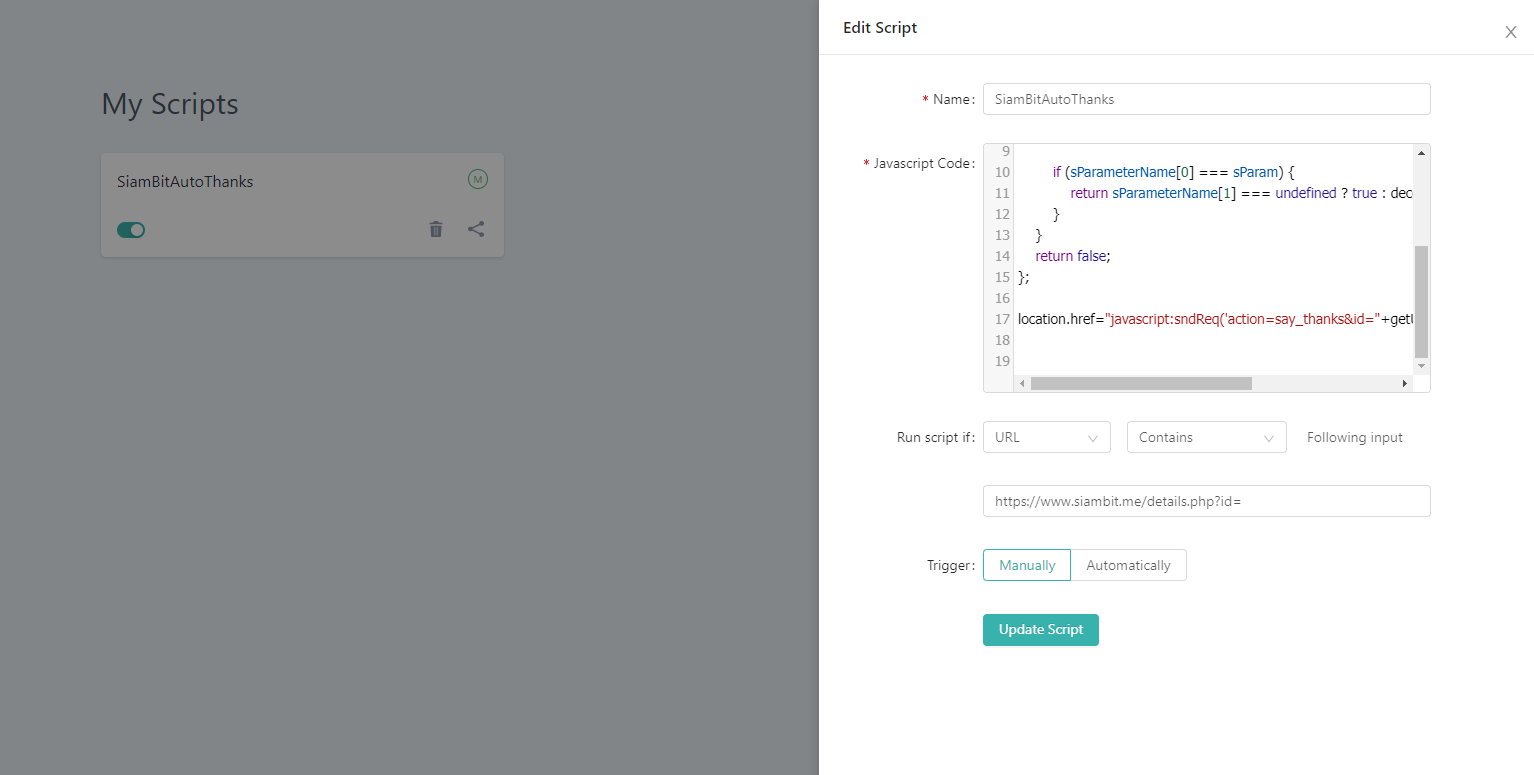 My Scripts
SiamBitAutoThanks
M
Edit Script
* Name:
SiamBitAutoThanks
* Javascript Code:
9
10 if (sParameterName[0] === sParam) {
11 return sParameterName[1] === undefined ? true : dec
12 }
13 }
14 return false;
15 };
16
17 location.href="javascript:sndReq('action=say_thanks&id="+getU
18
19
Run script if: URL Contains Following input
https://www.siambit.me/details.php?id=
Trigger: Manually Automatically
Update Script